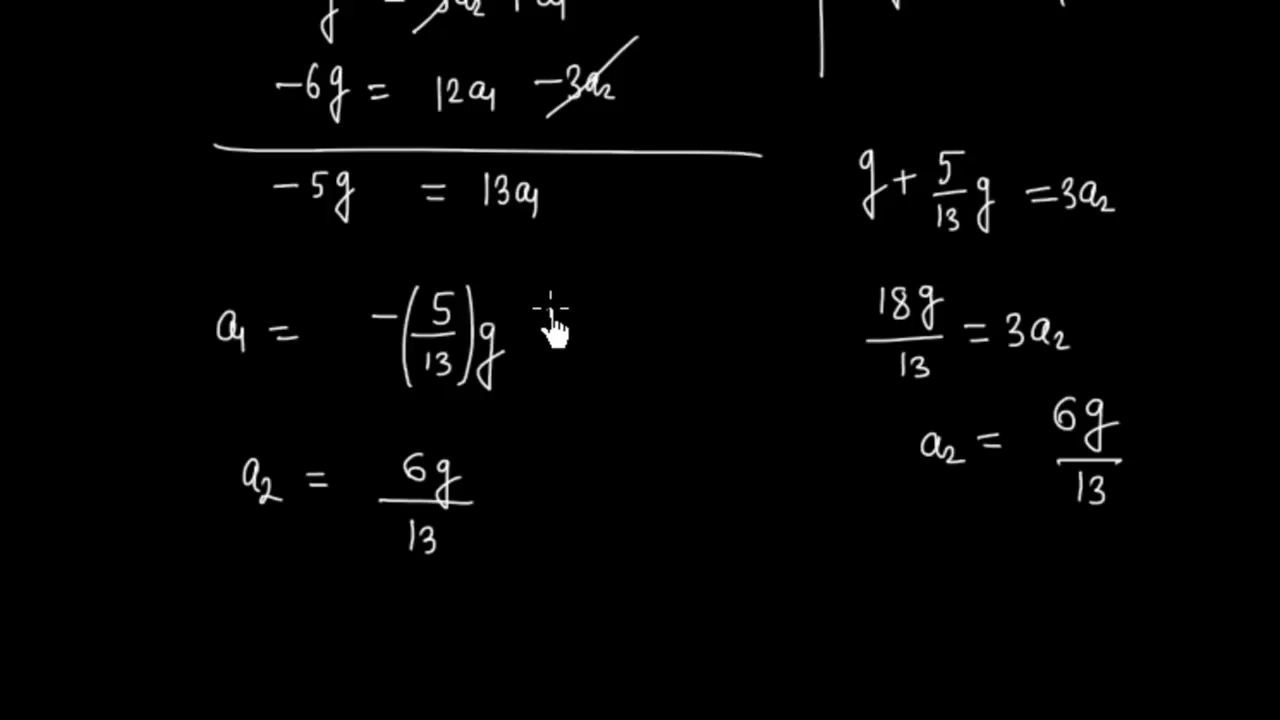 -6g = 12a₁ -3a₂
-5g = 13a₁
a₁ = -(5/13)g
a₂ = 6g/13
g + 5/13 g = 3a₂
18g/13 = 3a₂
a₂ = 6g/13